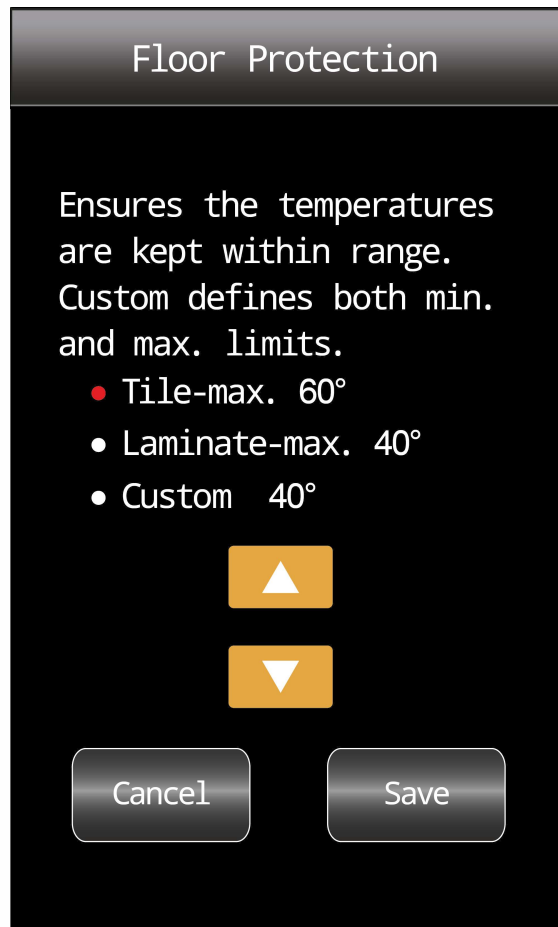 Floor Protection
Ensures the temperatures
are kept within range.
Custom defines both min.
and max. limits.
● Tile-max. 60°
● Laminate-max. 40°
● Custom 40°
Cancel
Save